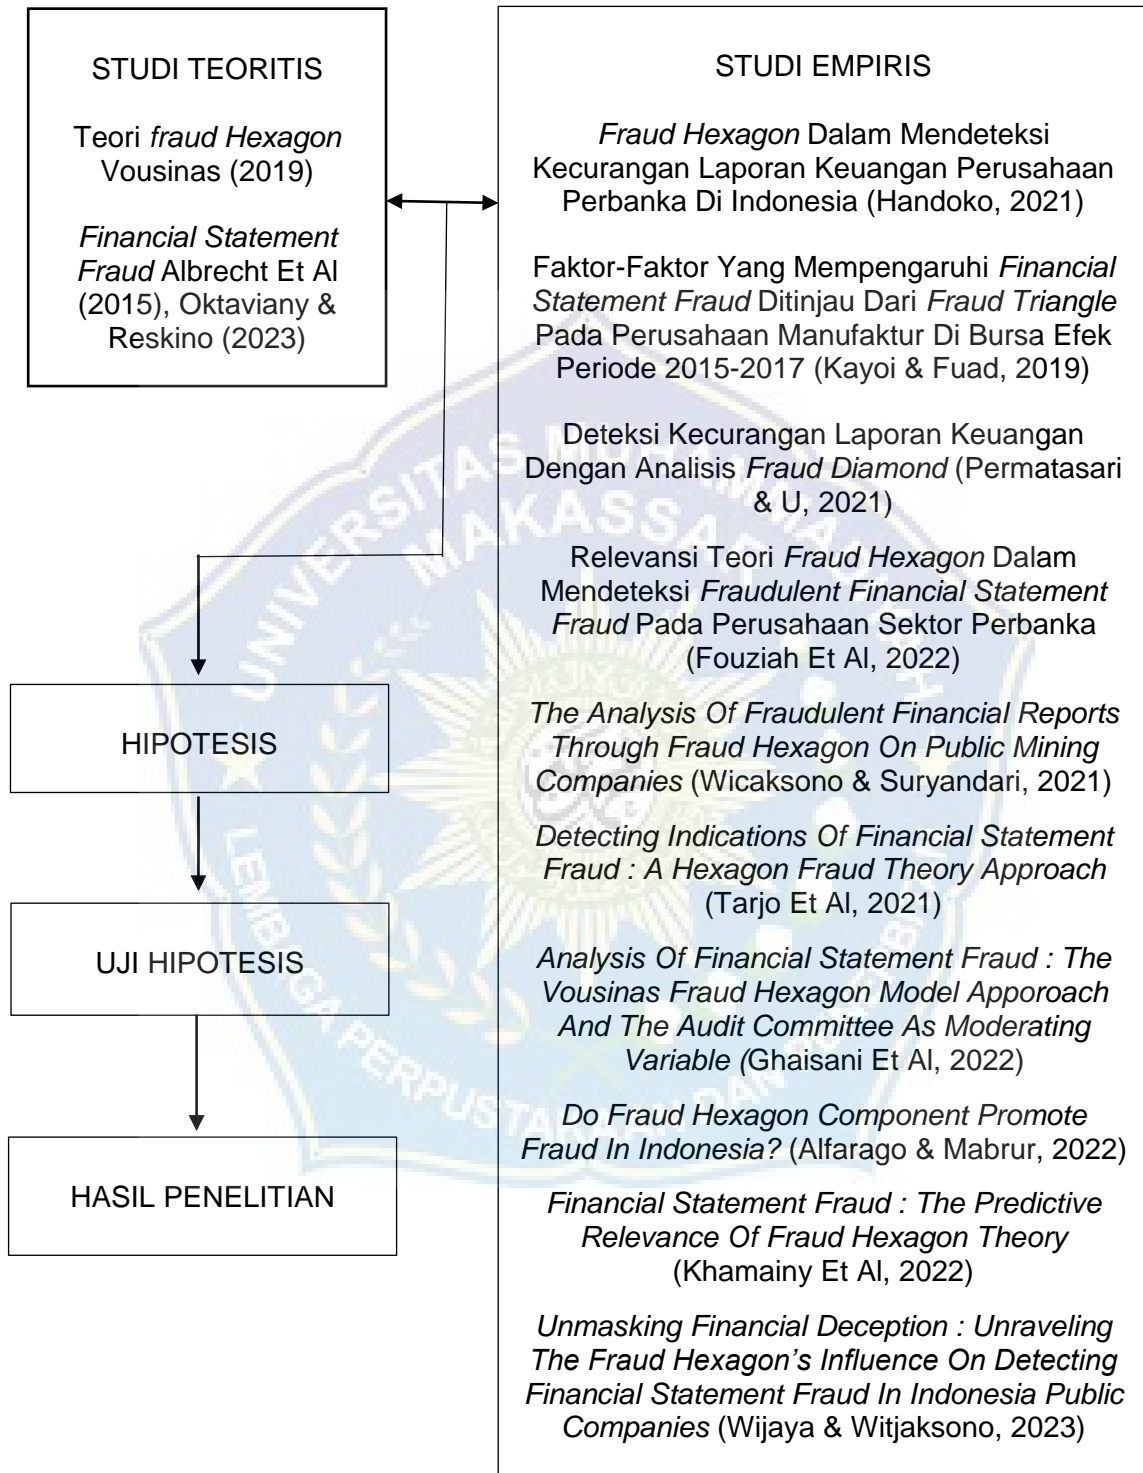 STUDI TEORITIS
Teori fraud Hexagon
Vousinas (2019)
Financial Statement
Fraud Albrecht Et Al
(2015), Oktaviany &
Reskino (2023)
HIPOTESIS
UJI HIPOTESIS
HASIL PENELITIAN
STUDI EMPIRIS
Fraud Hexagon Dalam Mendeteksi
Kecurangan Laporan Keuangan Perusahaan
Perbanka Di Indonesia (Handoko, 2021)
Faktor-Faktor Yang Mempengaruhi Financial
Statement Fraud Ditinjau Dari Fraud Triangle
Pada Perusahaan Manufaktur Di Bursa Efek
Periode 2015-2017 (Kayoi & Fuad, 2019)
Deteksi Kecurangan Laporan Keuangan
Dengan Analisis Fraud Diamond (Permatasari
& U, 2021)
Relevansi Teori Fraud Hexagon Dalam
Mendeteksi Fraudulent Financial Statement
Fraud Pada Perusahaan Sektor Perbanka
(Fouziah Et Al, 2022)
The Analysis Of Fraudulent Financial Reports
Through Fraud Hexagon On Public Mining
Companies (Wicaksono & Suryandari, 2021)
Detecting Indications Of Financial Statement
Fraud : A Hexagon Fraud Theory Approach
(Tarjo Et Al, 2021)
Analysis Of Financial Statement Fraud : The
Vousinas Fraud Hexagon Model Apporoach
And The Audit Committee As Moderating
Variable (Ghaisani Et Al, 2022)
Do Fraud Hexagon Component Promote
Fraud In Indonesia? (Alfarago & Mabrur, 2022)
Financial Statement Fraud : The Predictive
Relevance Of Fraud Hexagon Theory
(Khamainy Et Al, 2022)
Unmasking Financial Deception : Unraveling
The Fraud Hexagon's Influence On Detecting
Financial Statement Fraud In Indonesia Public
Companies (Wijaya & Witjaksono, 2023)
UNIVERSITAS MUHAMMADIYAH
MAKASSAR
LEMBAGA PERPUSTAKAAN DAN PENERBITAN